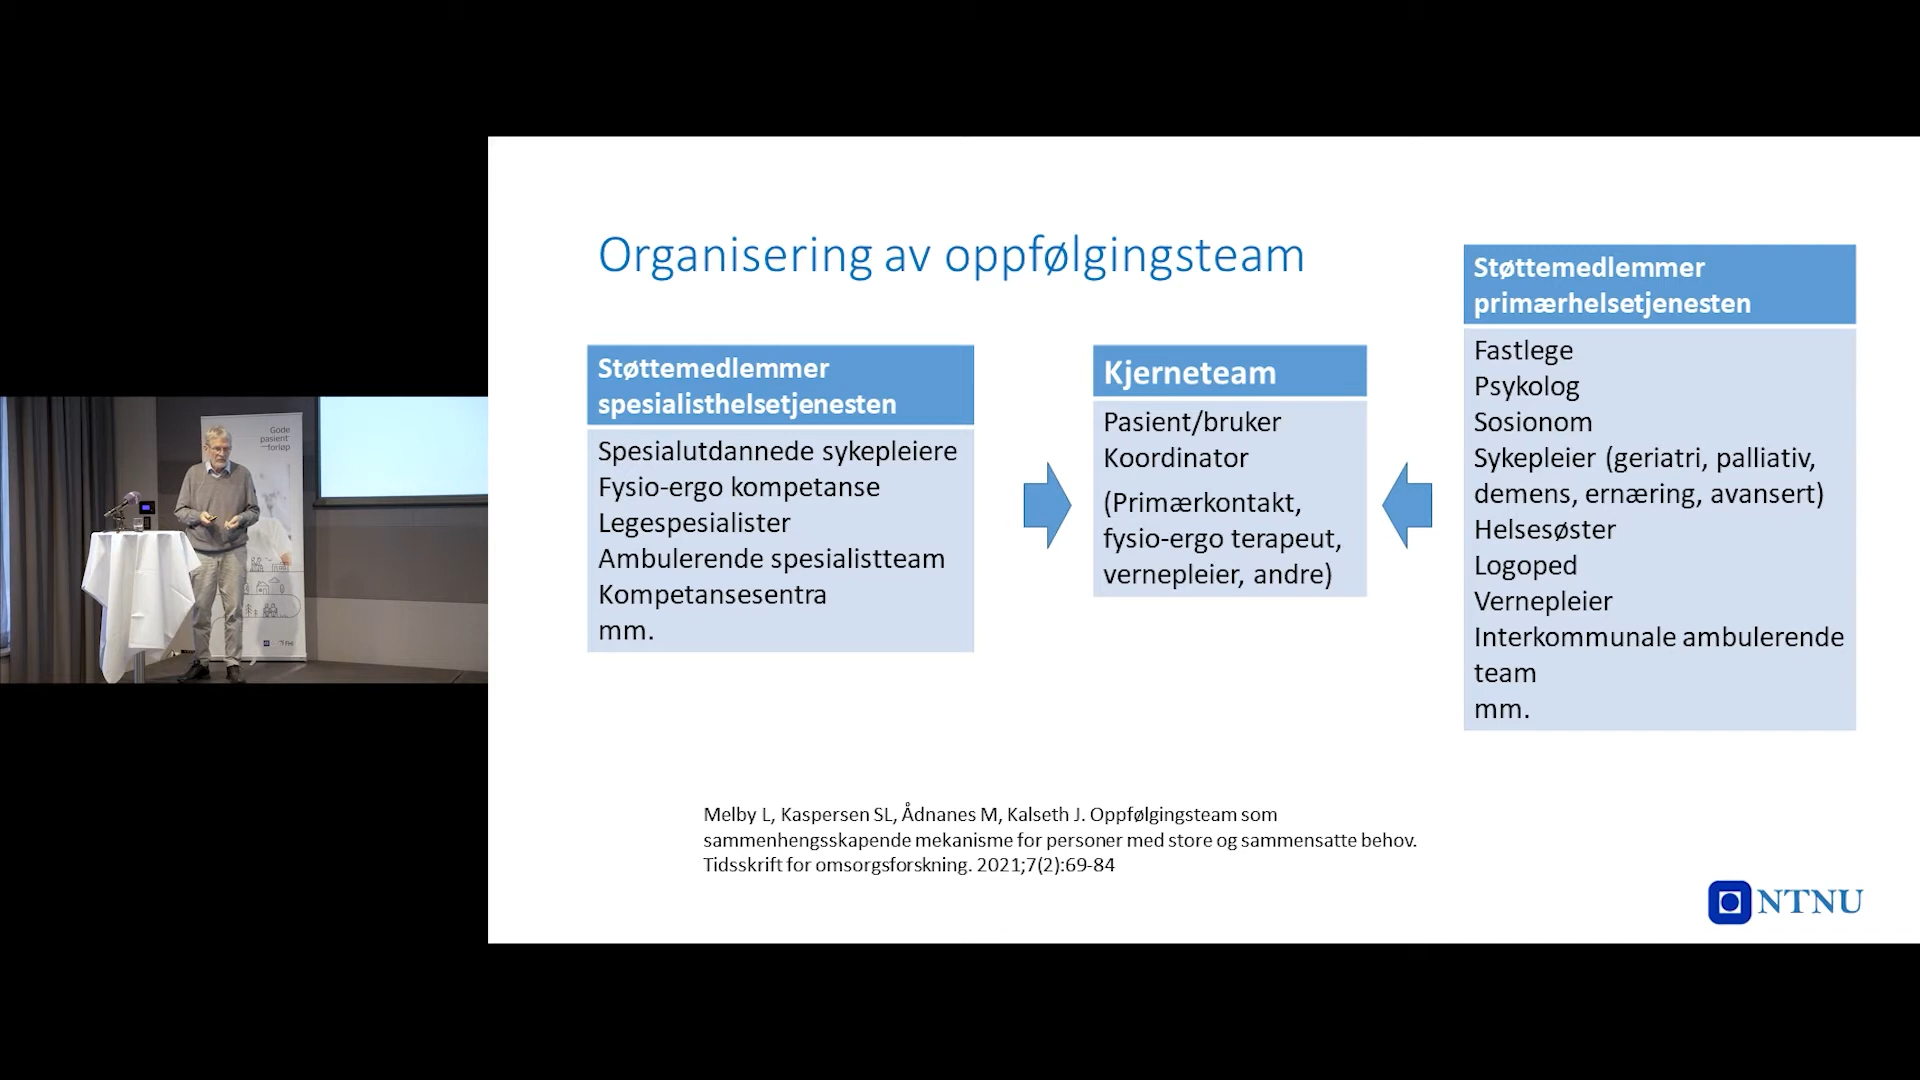 Organisering av oppfølgingsteam
Støttemedlemmer
spesialisthelsetjenesten
Spesialutdannede sykepleiere
Fysio-ergo kompetanse
Legespesialister
Ambulerende spesialistteam
Kompetansesentra
mm.
Kjerneteam
Pasient/bruker
Koordinator
(Primærkontakt,
fysio-ergo terapeut,
vernepleier, andre)
Støttemedlemmer
primærhelsetjenesten
Fastlege
Psykolog
Sosionom
Sykepleier (geriatri, palliativ,
demens, ernæring, avansert)
Helsesøster
Logoped
Vernepleier
Interkommunale ambulerende
team
mm.
Melby L, Kaspersen SL, Ådnanes M, Kalseth J. Oppfølgingsteam som
sammenhengsskapende mekanisme for personer med store og sammensatte behov.
Tidsskrift for omsorgsforskning. 2021;7(2):69-84
NTNU
Gode
pasient
forløp